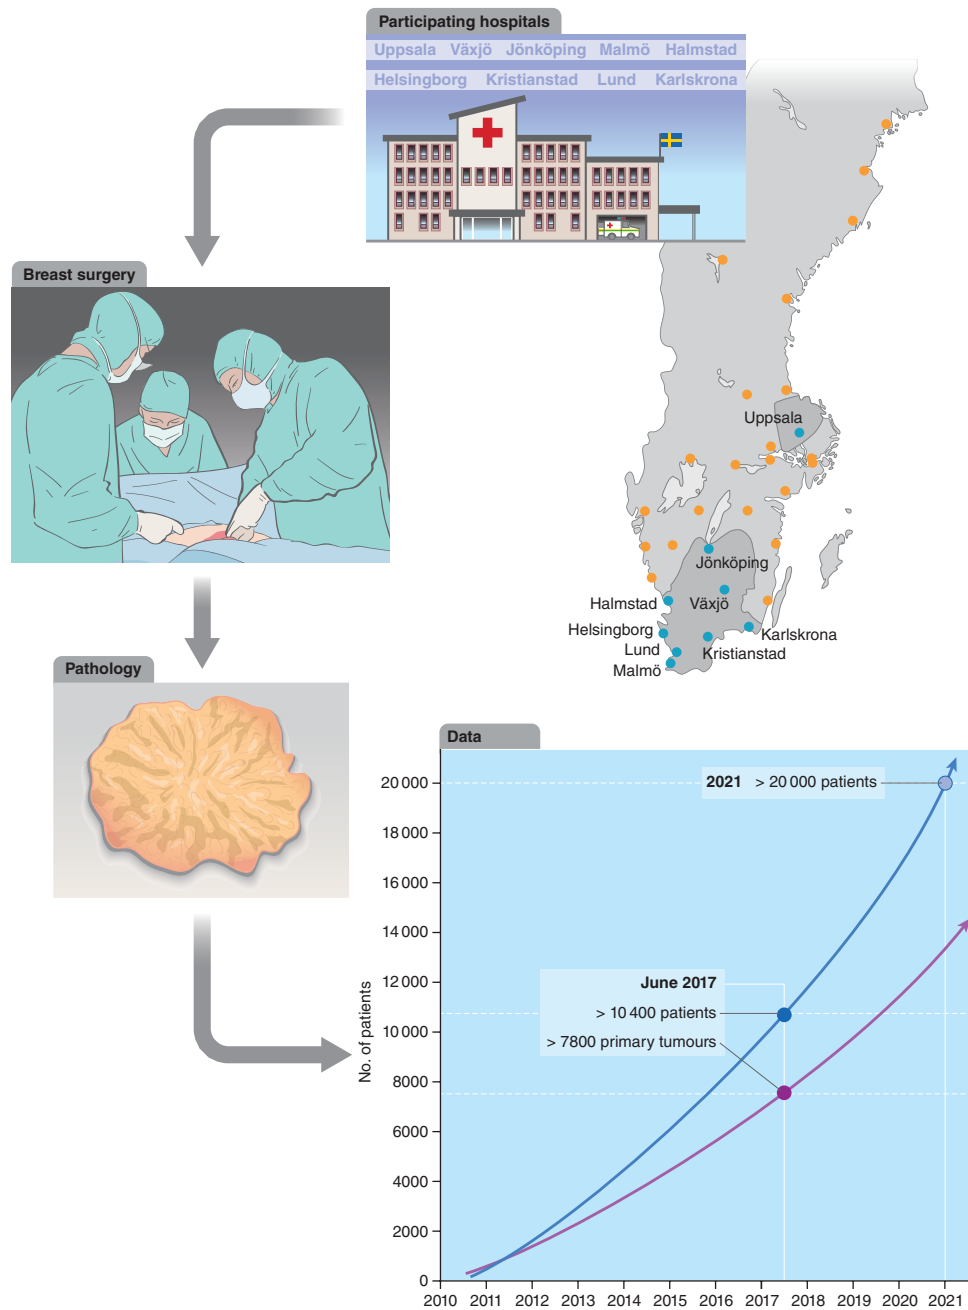 Participating hospitals
Uppsala Växjö Jönköping Malmö Halmstad
Helsingborg Kristianstad Lund Karlskrona
Breast surgery
Uppsala
Jönköping
Halmstad
Växjö
Helsingborg
Karlskrona
Lund
Kristianstad
Malmö
Pathology
Data
No. of patients
20 000
18 000
16 000
14 000
12 000
10 000
8000
6000
4000
2000
0
2021 > 20 000 patients
June 2017
> 10 400 patients
> 7800 primary tumours
2010 2011 2012 2013 2014 2015 2016 2017 2018 2019 2020 2021